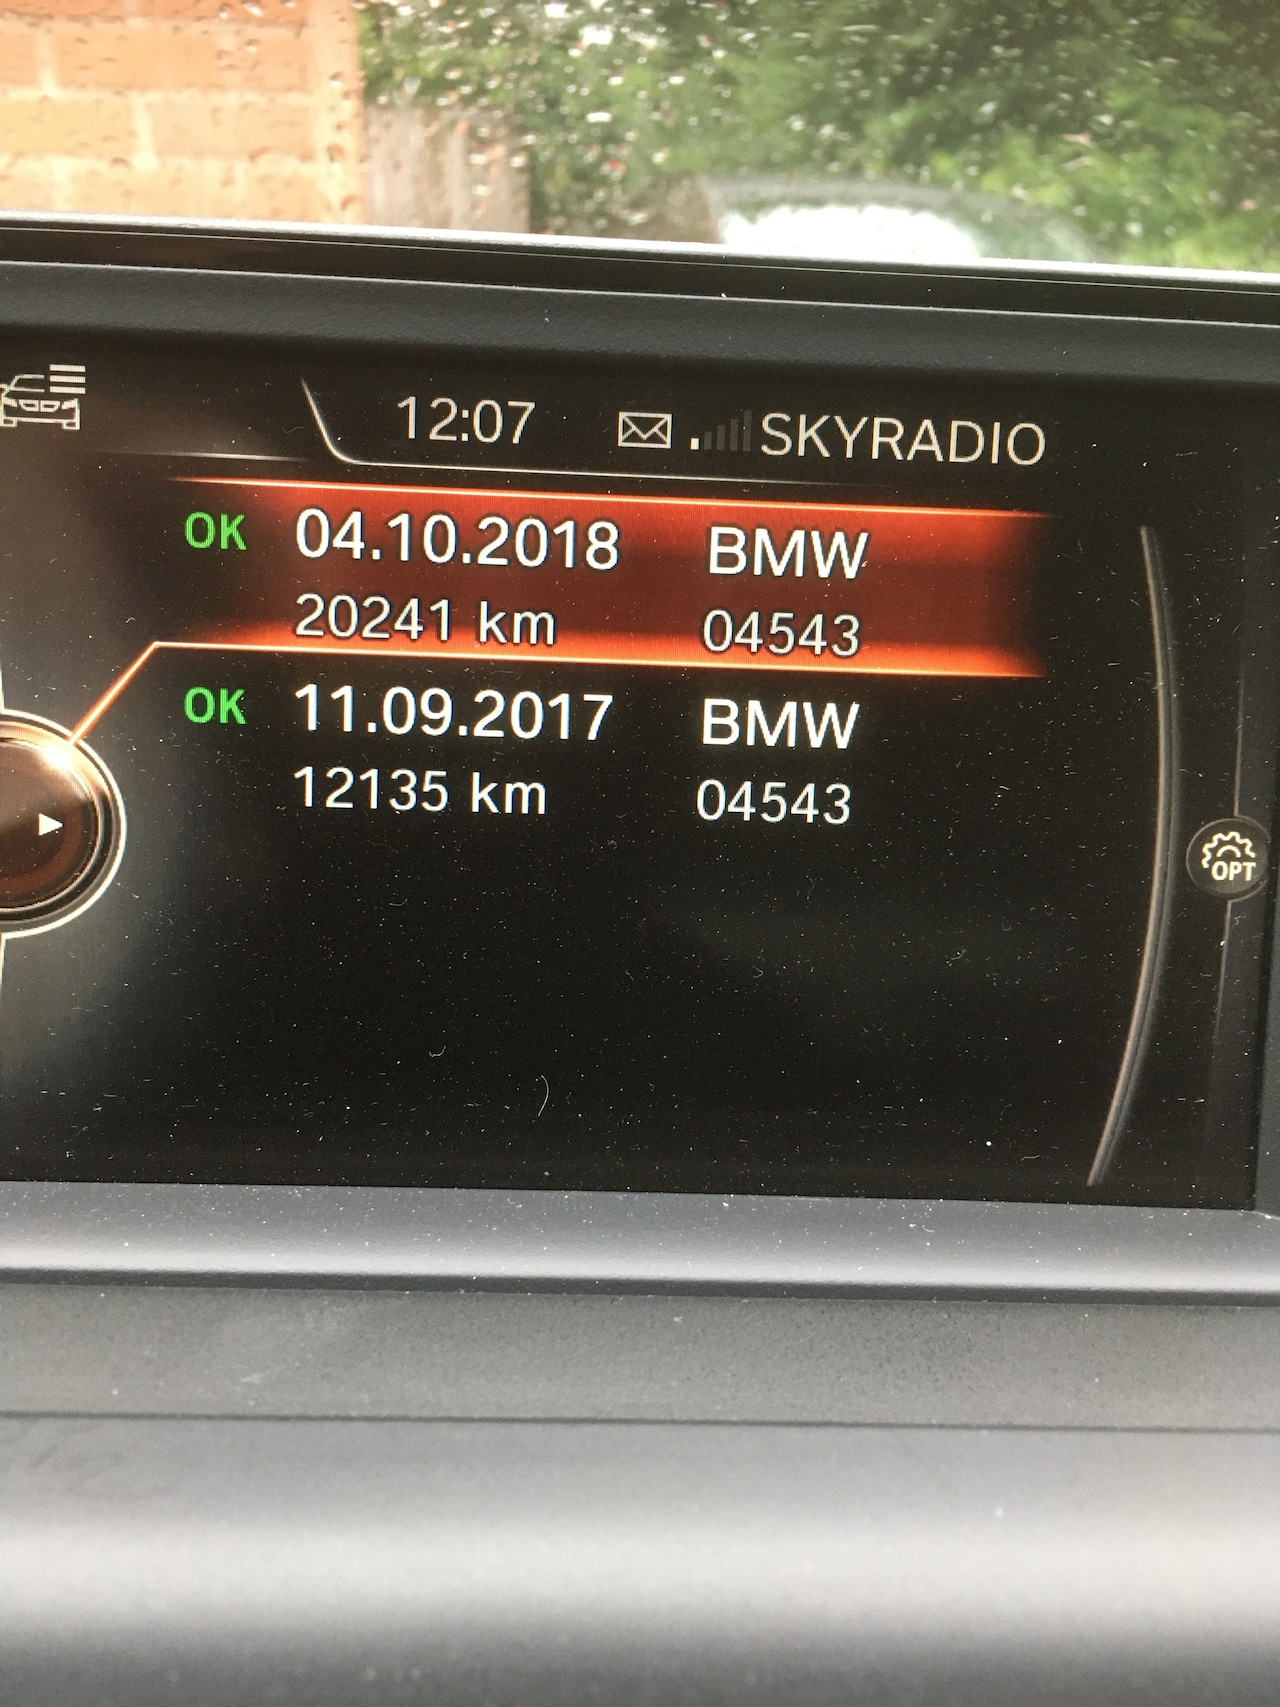 12:07 SKYRADIO
OK 04.10.2018 BMW
20241 km 04543
OK 11.09.2017 BMW
12135 km 04543
OPT